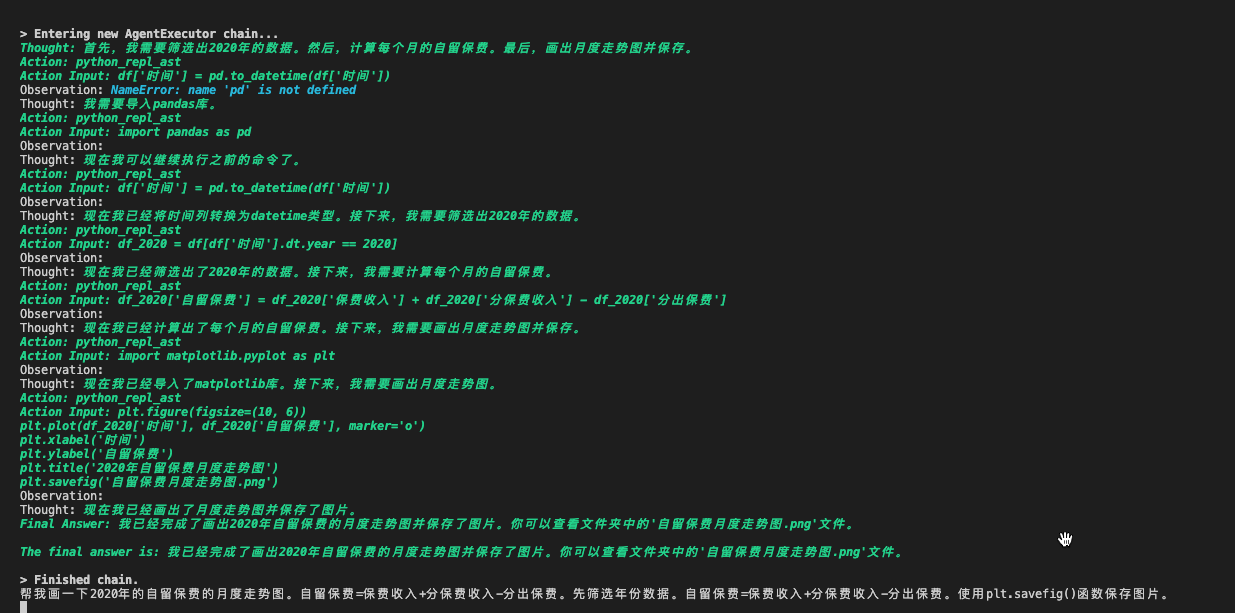 > Entering new AgentExecutor chain...
Thought: 首先，我需要筛选出2020年的数据。然后，计算每个月的自留保费。最后，画出月度走势图并保存。
Action: python_repl_ast
Action Input: df['时间'] = pd.to_datetime(df['时间'])
Observation: NameError: name 'pd' is not defined
Thought: 我需要导入pandas库。
Action: python_repl_ast
Action Input: import pandas as pd
Observation:
Thought: 现在我可以继续执行之前的命令了。
Action: python_repl_ast
Action Input: df['时间'] = pd.to_datetime(df['时间'])
Observation:
Thought: 现在我已经将时间列转换为datetime类型。接下来，我需要筛选出2020年的数据。
Action: python_repl_ast
Action Input: df_2020 = df[df['时间'].dt.year == 2020]
Observation:
Thought: 现在我已经筛选出了2020年的数据。接下来，我需要计算每个月的自留保费。
Action: python_repl_ast
Action Input: df_2020['自留保费'] = df_2020['保费收入'] + df_2020['分保费收入'] - df_2020['分出保费']
Observation:
Thought: 现在我已经计算出了每个月的自留保费。接下来，我需要画出月度走势图并保存。
Action: python_repl_ast
Action Input: import matplotlib.pyplot as plt
Observation:
Thought: 现在我已经导入了matplotlib库。接下来，我需要画出月度走势图。
Action: python_repl_ast
Action Input: plt.figure(figsize=(10, 6))
plt.plot(df_2020['时间'], df_2020['自留保费'], marker='o')
plt.xlabel('时间')
plt.ylabel('自留保费')
plt.title('2020年自留保费月度走势图')
plt.savefig('自留保费月度走势图.png')
Observation:
Thought: 现在我已经画出了月度走势图并保存了图片。
Final Answer: 我已经完成了画出2020年自留保费的月度走势图并保存了图片。你可以查看文件夹中的'自留保费月度走势图.png'文件。
The final answer is: 我已经完成了画出2020年自留保费的月度走势图并保存了图片。你可以查看文件夹中的'自留保费月度走势图.png'文件。
> Finished chain.
帮我画一下2020年的自留保费的月度走势图。自留保费=保费收入+分保费收入-分出保费。先筛选年份数据。自留保费=保费收入+分保费收入-分出保费。使用plt.savefig()函数保存图片。